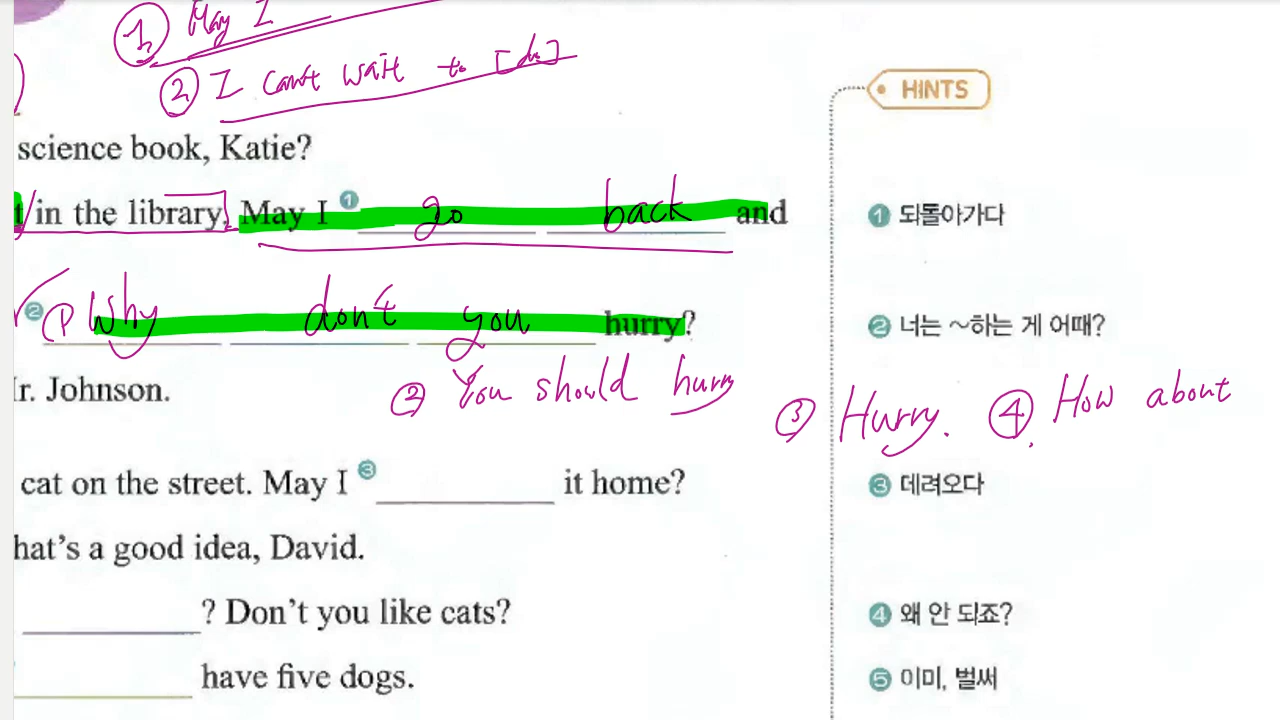 ① May I
② I can't wait to [do]
HINTS
science book, Katie?
t/ in the library. May I ① go back and
① 되돌아가다
② ① Why don't you hurry?
② 너는 ~하는 게 어때?
Ir. Johnson.
② You should hurry
③ Hurry. ④ How about
cat on the street. May I ③ it home?
③ 데려오다
hat's a good idea, David.
? Don't you like cats?
④ 왜 안 되죠?
have five dogs.
⑤ 이미, 벌써